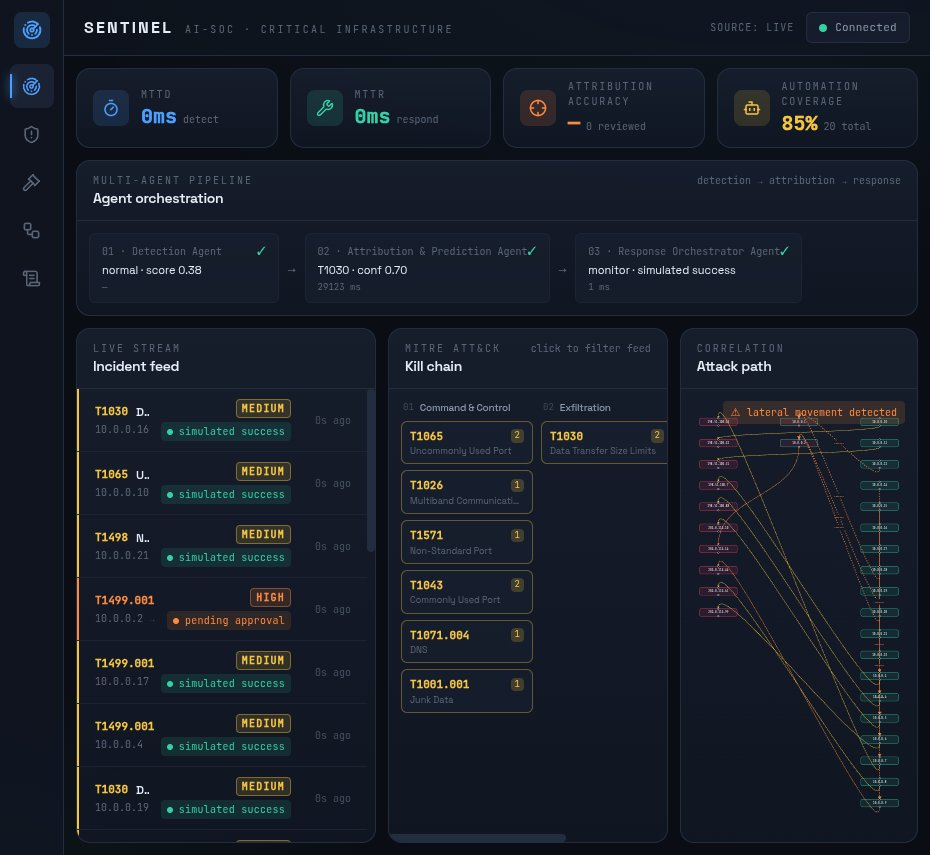 SENTINEL AI-SOC · CRITICAL INFRASTRUCTURE
SOURCE: LIVE
Connected
MTTD
0ms detect
MTTR
0ms respond
ATTRIBUTION
ACCURACY
— 0 reviewed
AUTOMATION
COVERAGE
85% 20 total
MULTI-AGENT PIPELINE
Agent orchestration
detection → attribution → response
01 · Detection Agent ✓
normal · score 0.38
—
→
02 · Attribution & Prediction Agent ✓
T1030 · conf 0.70
29123 ms
→
03 · Response Orchestrator Agent ✓
monitor · simulated success
1 ms
LIVE STREAM
Incident feed
T1030 D.. MEDIUM
10.0.0.16 simulated success
0s ago
T1065 U.. MEDIUM
10.0.0.10 simulated success
0s ago
T1498 N.. MEDIUM
10.0.0.21 simulated success
0s ago
T1499.001 HIGH
10.0.0.2 → pending approval
0s ago
T1499.001 MEDIUM
10.0.0.17 simulated success
0s ago
T1499.001 MEDIUM
10.0.0.4 simulated success
0s ago
T1030 D.. MEDIUM
10.0.0.19 simulated success
0s ago
MITRE ATT&CK
Kill chain
click to filter feed
01 Command & Control
T1065 2
Uncommonly Used Port
T1026 1
Multiband Communicati...
T1571 1
Non-Standard Port
T1043 2
Commonly Used Port
T1071.004 1
DNS
T1001.001 1
Junk Data
02 Exfiltration
T1030 2
Data Transfer Size Limits
CORRELATION
Attack path
⚠ lateral movement detected